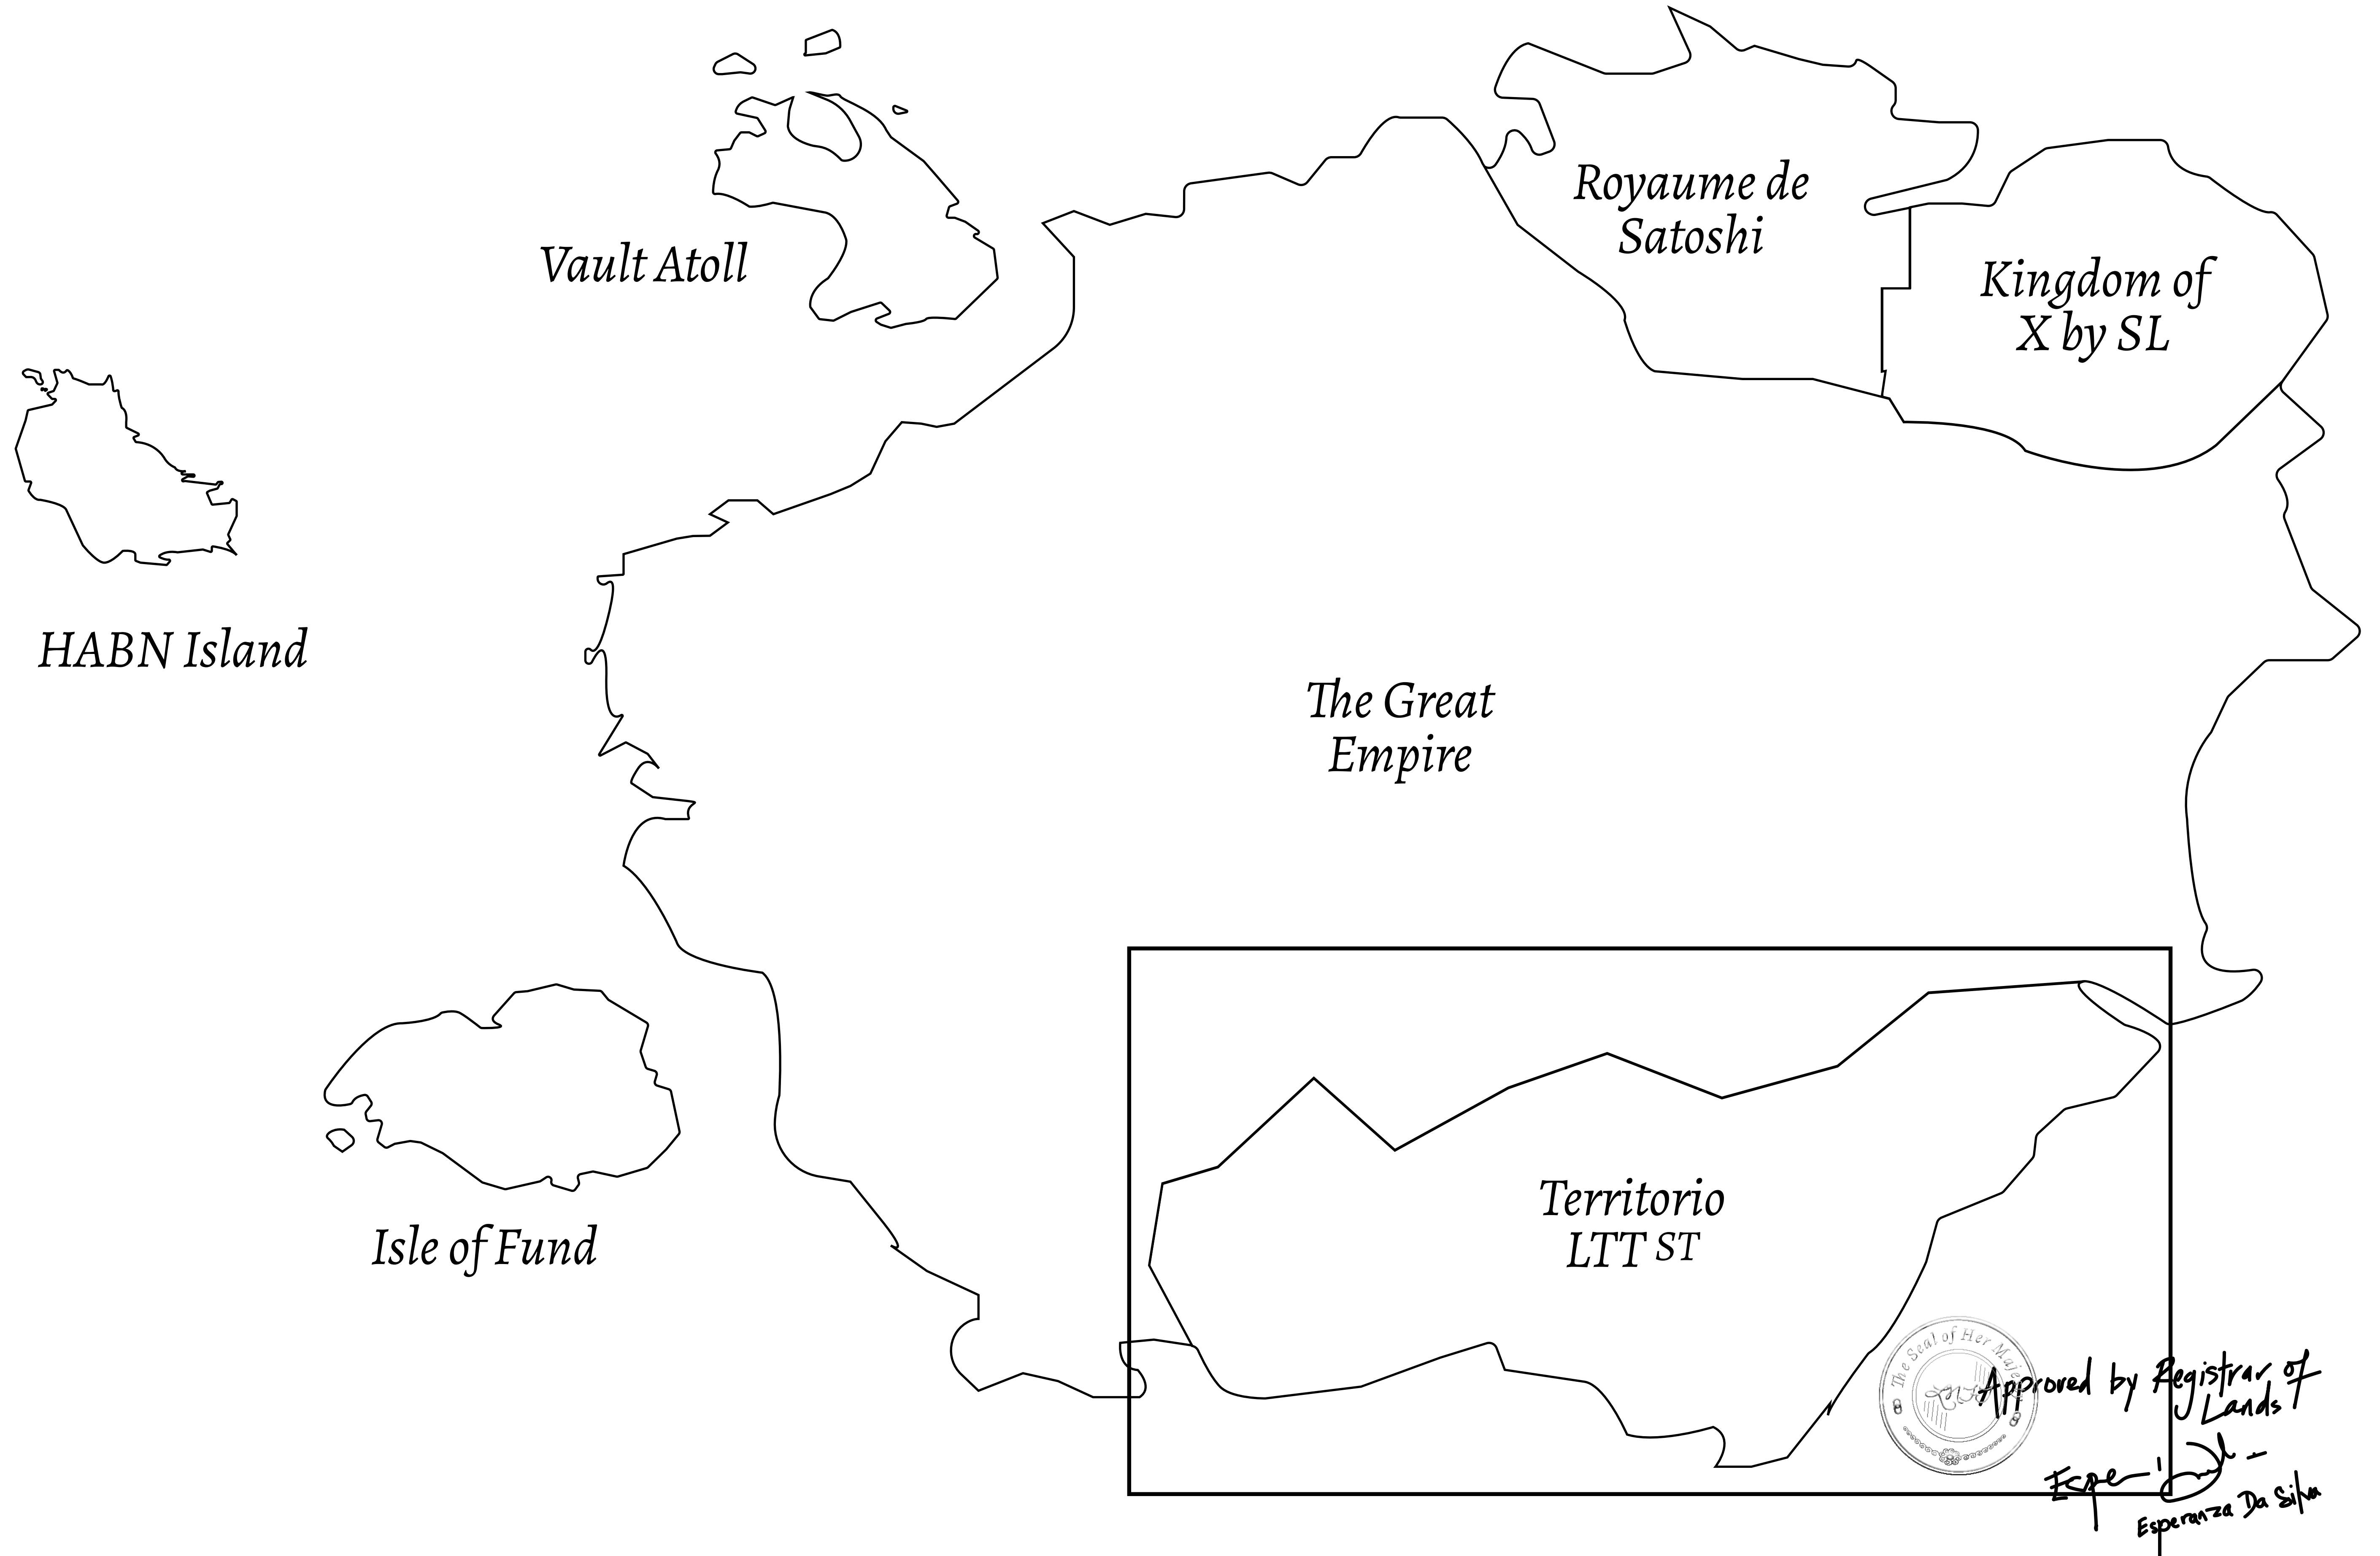 Royaume de
Satoshi
Vault Atoll
Kingdom of
X by SL
HABN Island
The Great
Empire
Territorio
LTT ST
Isle of Fund
The Seal of Her
Approved by Registrar of
Lands
Esperanza Da Silva